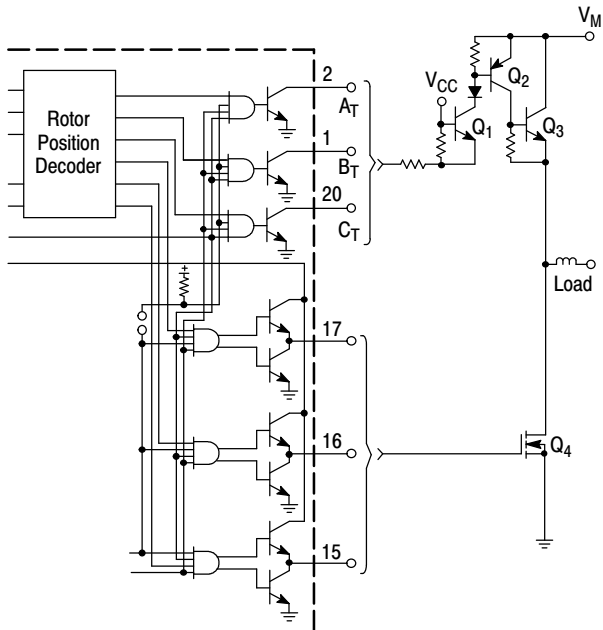 V_M
2
Q_2
V_CC
Rotor
Position
Decoder
A_T
Q_1
Q_3
1
B_T
20
C_T
+
Load
17
16
Q_4
15